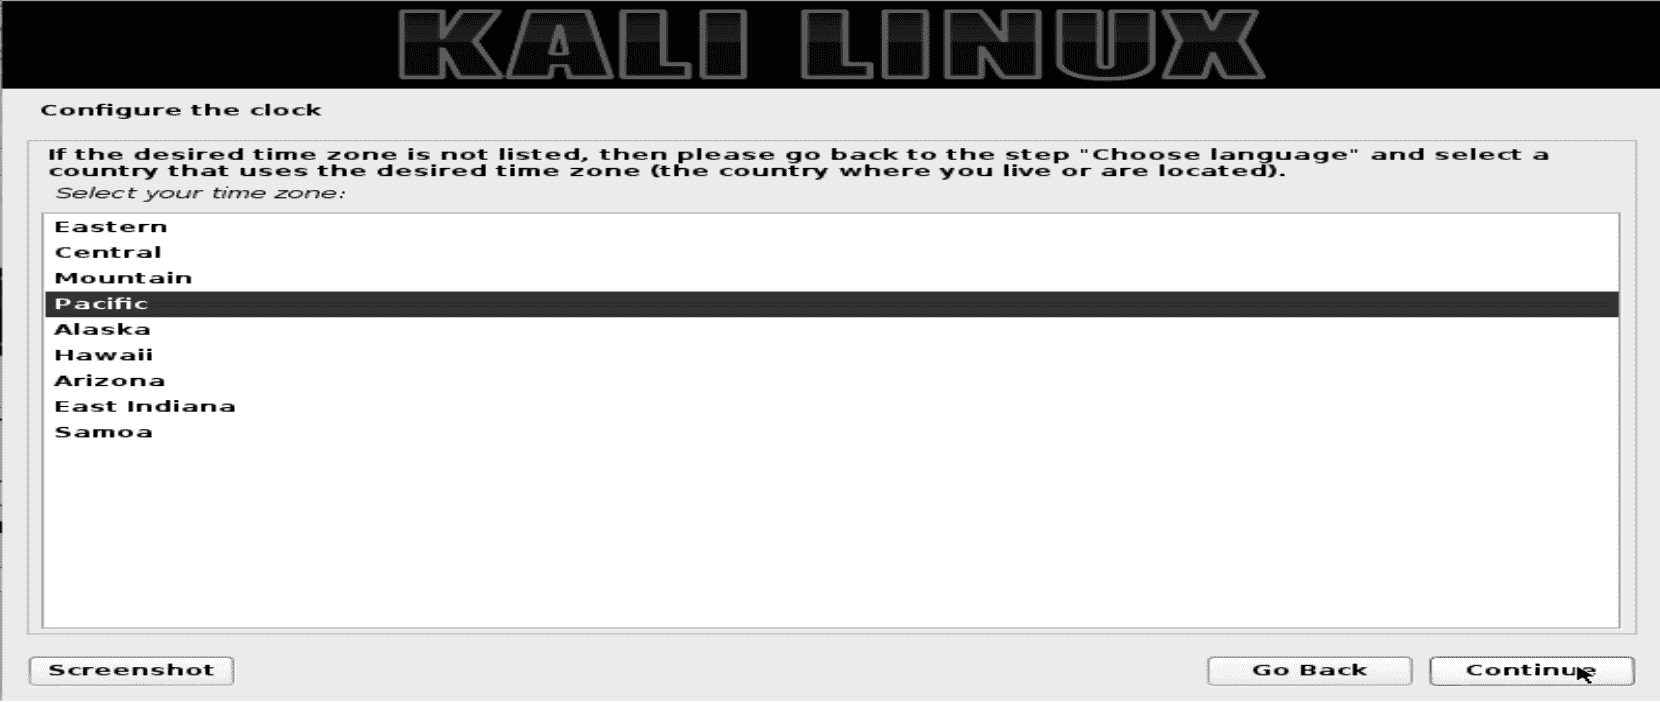 KALI LINUX
Configure the clock
If the desired time zone is not listed, then please go back to the step "Choose language" and select a
country that uses the desired time zone (the country where you live or are located).
Select your time zone:
Eastern
Central
Mountain
Pacific
Alaska
Hawaii
Arizona
East Indiana
Samoa
Screenshot
Go Back
Continue